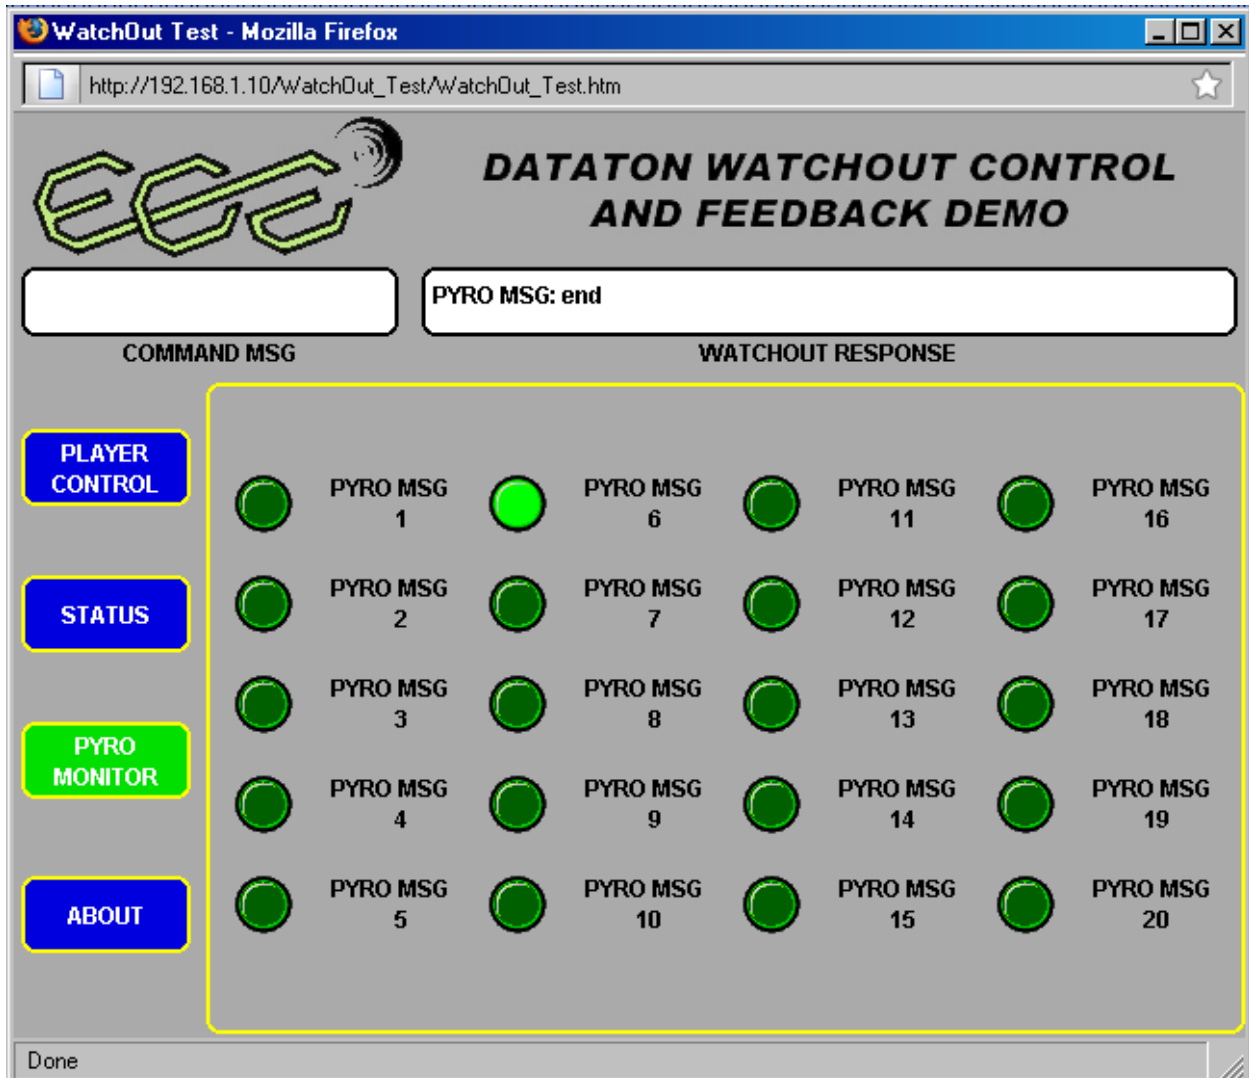 WatchOut Test - Mozilla Firefox
http://192.168.1.10/WatchOut_Test/WatchOut_Test.htm
ECS
DATATON WATCHOUT CONTROL
AND FEEDBACK DEMO
PYRO MSG: end
COMMAND MSG
WATCHOUT RESPONSE
PLAYER
CONTROL
STATUS
PYRO
MONITOR
ABOUT
PYRO MSG
1
PYRO MSG
6
PYRO MSG
11
PYRO MSG
16
PYRO MSG
2
PYRO MSG
7
PYRO MSG
12
PYRO MSG
17
PYRO MSG
3
PYRO MSG
8
PYRO MSG
13
PYRO MSG
18
PYRO MSG
4
PYRO MSG
9
PYRO MSG
14
PYRO MSG
19
PYRO MSG
5
PYRO MSG
10
PYRO MSG
15
PYRO MSG
20
Done